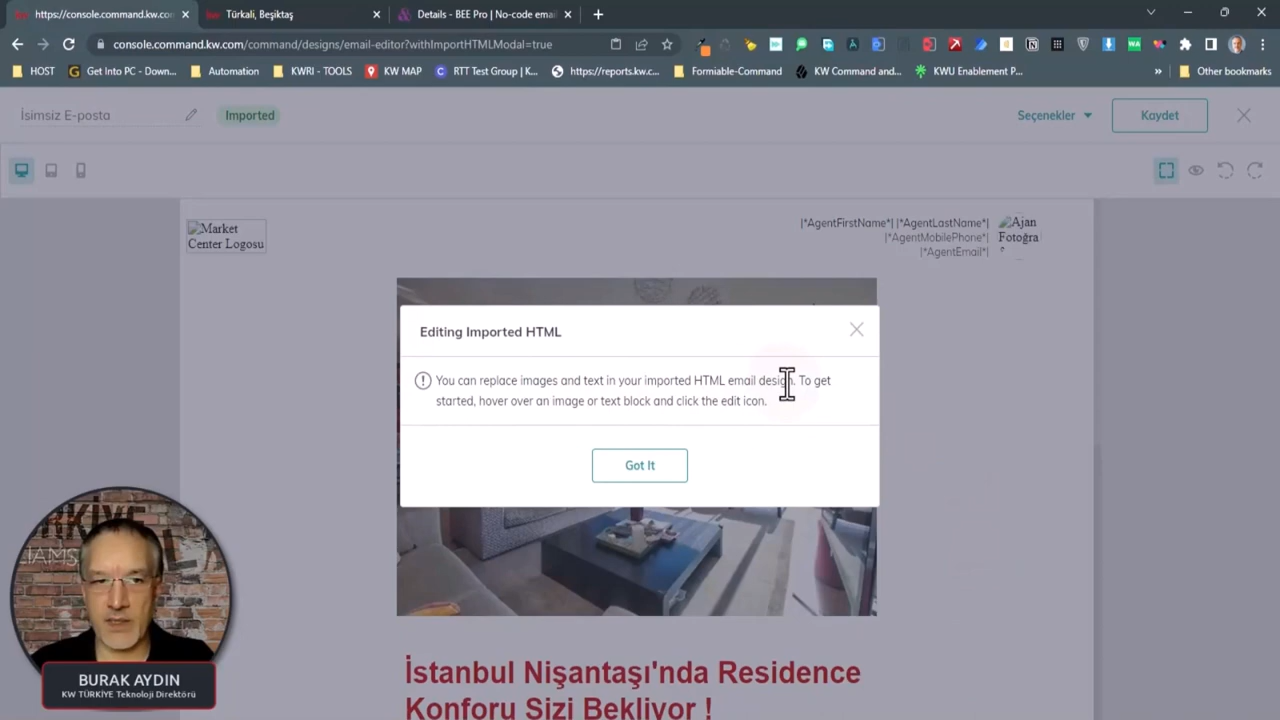 https://console.command.kw.com
Türkali, Beşiktaş
Details - BEE Pro | No-code email
console.command.kw.com/command/designs/email-editor?withImportHTMLModal=true
HOST
Get Into PC - Down...
Automation
KWRI - TOOLS
KW MAP
RTT Test Group | K...
https://reports.kw.c...
Formiable-Command
KW Command and...
KWU Enablement P...
»
Other bookmarks
İsimsiz E-posta
Imported
Seçenekler
Kaydet
Market
Center Logosu
|*AgentFirstName*| |*AgentLastName*|
|*AgentMobilePhone*|
|*AgentEmail*|
Ajan
Fotoğra
Editing Imported HTML
You can replace images and text in your imported HTML email design. To get
started, hover over an image or text block and click the edit icon.
Got It
İstanbul Nişantaşı'nda Residence
Konforu Sizi Bekliyor !
BURAK AYDIN
KW TÜRKİYE Teknoloji Direktörü